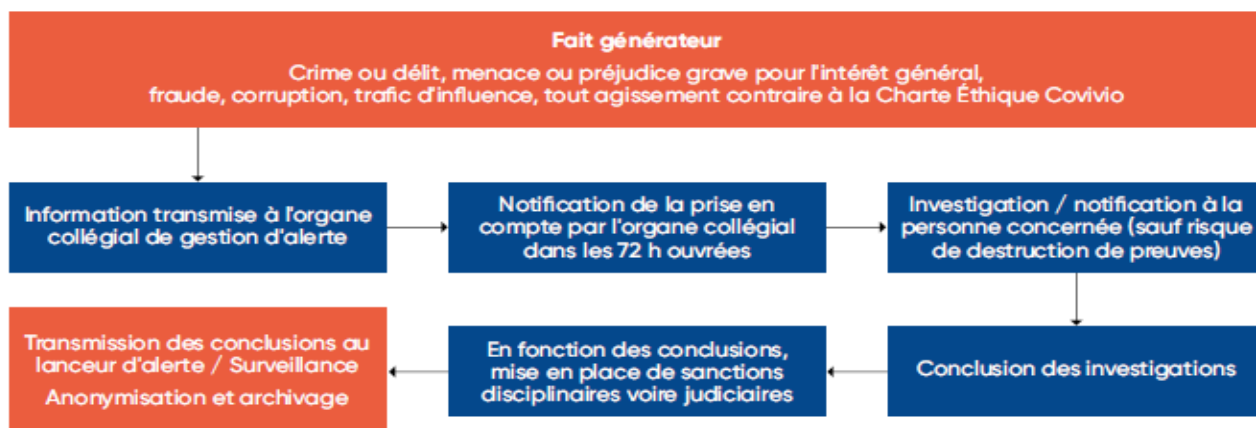 Fait générateur
Crime ou délit, menace ou préjudice grave pour l'intérêt général,
fraude, corruption, trafic d'influence, tout agissement contraire à la Charte Éthique Covivio
Information transmise à l'organe
collégial de gestion d'alerte
Notification de la prise en
compte par l'organe collégial
dans les 72 h ouvrées
Investigation / notification à la
personne concernée (sauf risque
de destruction de preuves)
Conclusion des investigations
En fonction des conclusions,
mise en place de sanctions
disciplinaires voire judiciaires
Transmission des conclusions au
lanceur d'alerte / Surveillance
Anonymisation et archivage